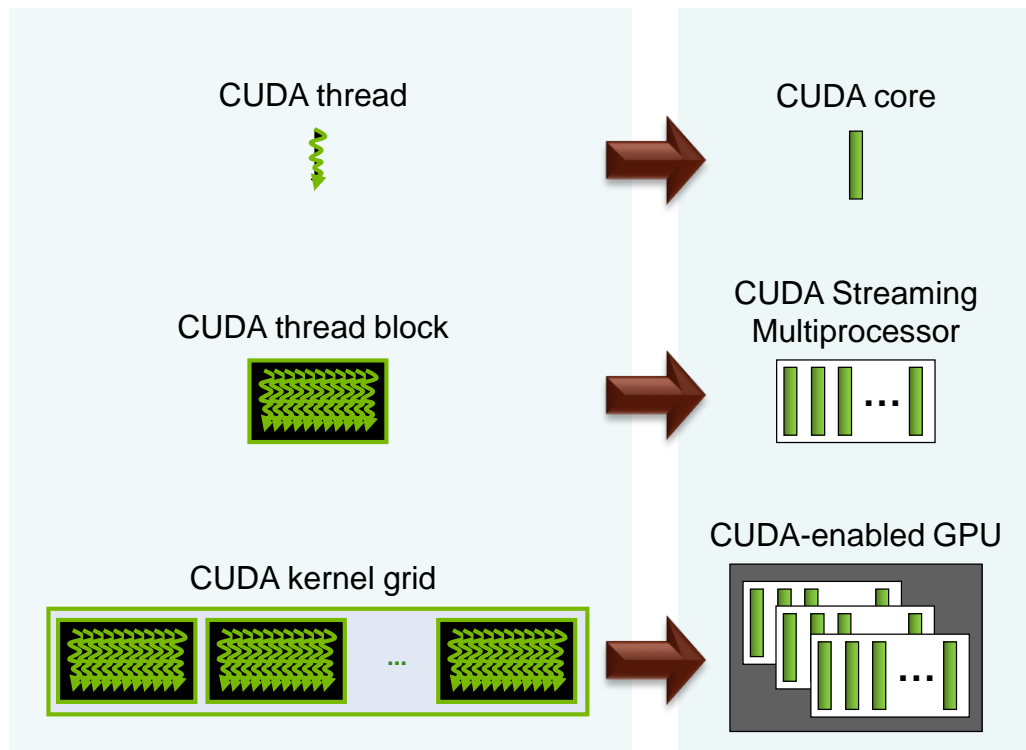 CUDA thread
CUDA core
CUDA thread block
CUDA Streaming
Multiprocessor
...
CUDA kernel grid
...
CUDA-enabled GPU
...